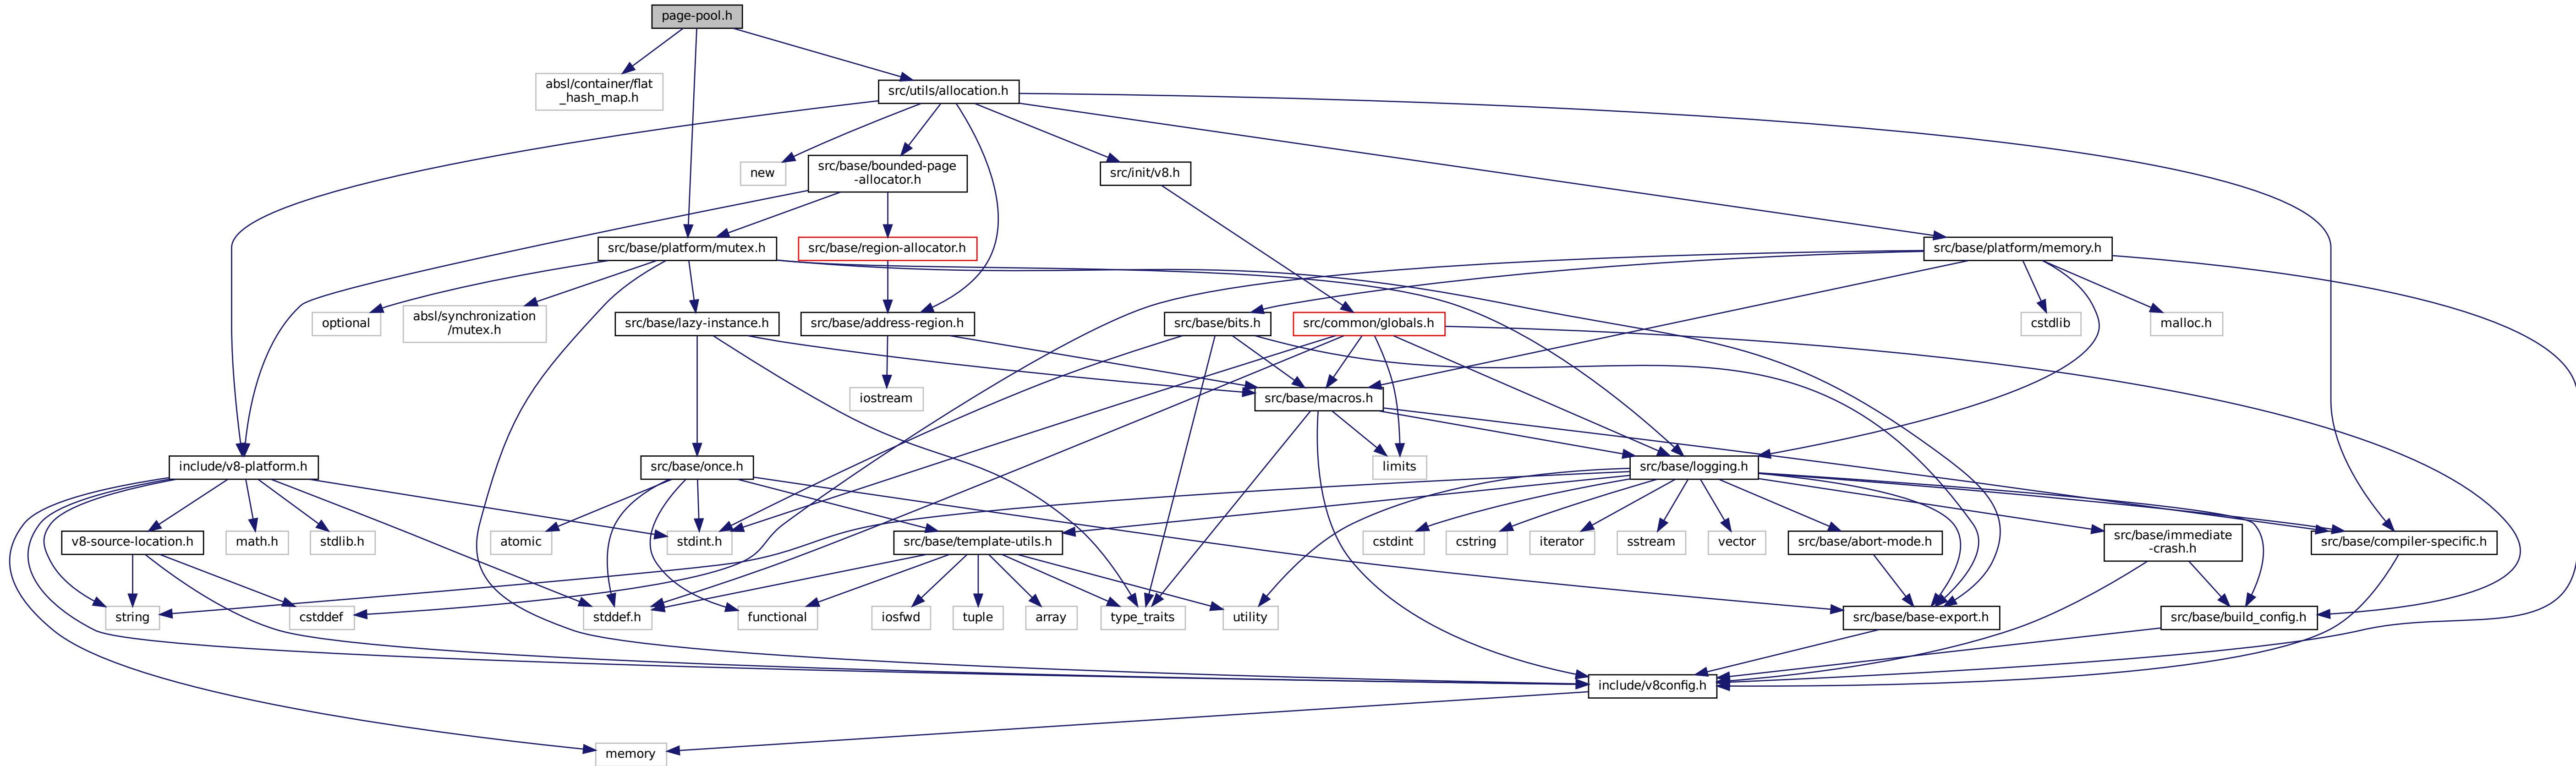 page-pool.h
absl/container/flat
_hash_map.h
src/utils/allocation.h
new
src/base/bounded-page
-allocator.h
src/init/v8.h
src/base/platform/mutex.h
src/base/region-allocator.h
src/base/platform/memory.h
optional
absl/synchronization
/mutex.h
src/base/lazy-instance.h
src/base/address-region.h
src/base/bits.h
src/common/globals.h
cstdlib
malloc.h
iostream
src/base/macros.h
include/v8-platform.h
src/base/once.h
limits
src/base/logging.h
v8-source-location.h
math.h
stdlib.h
atomic
stdint.h
src/base/template-utils.h
cstdint
cstring
iterator
sstream
vector
src/base/abort-mode.h
src/base/immediate
-crash.h
src/base/compiler-specific.h
string
cstddef
stddef.h
functional
iosfwd
tuple
array
type_traits
utility
src/base/base-export.h
src/base/build_config.h
include/v8config.h
memory